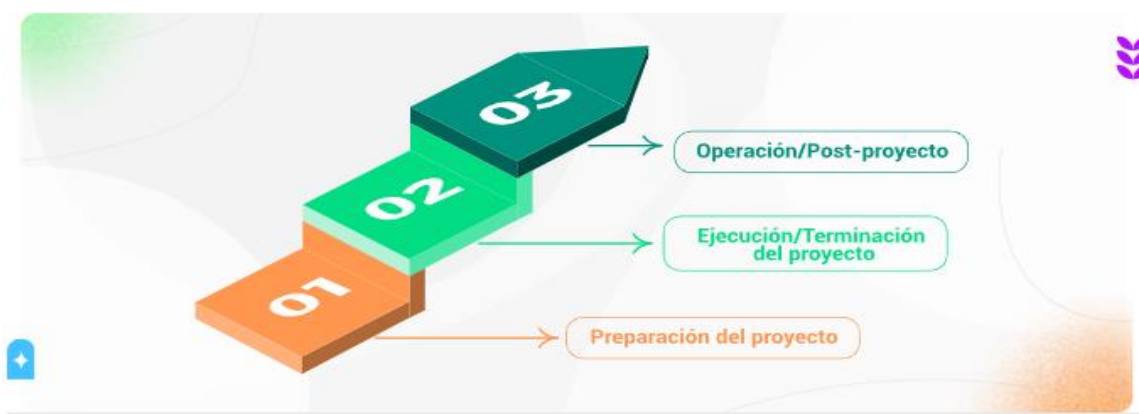 03
Operación/Post-proyecto
02
Ejecución/Terminación
del proyecto
01
Preparación del proyecto